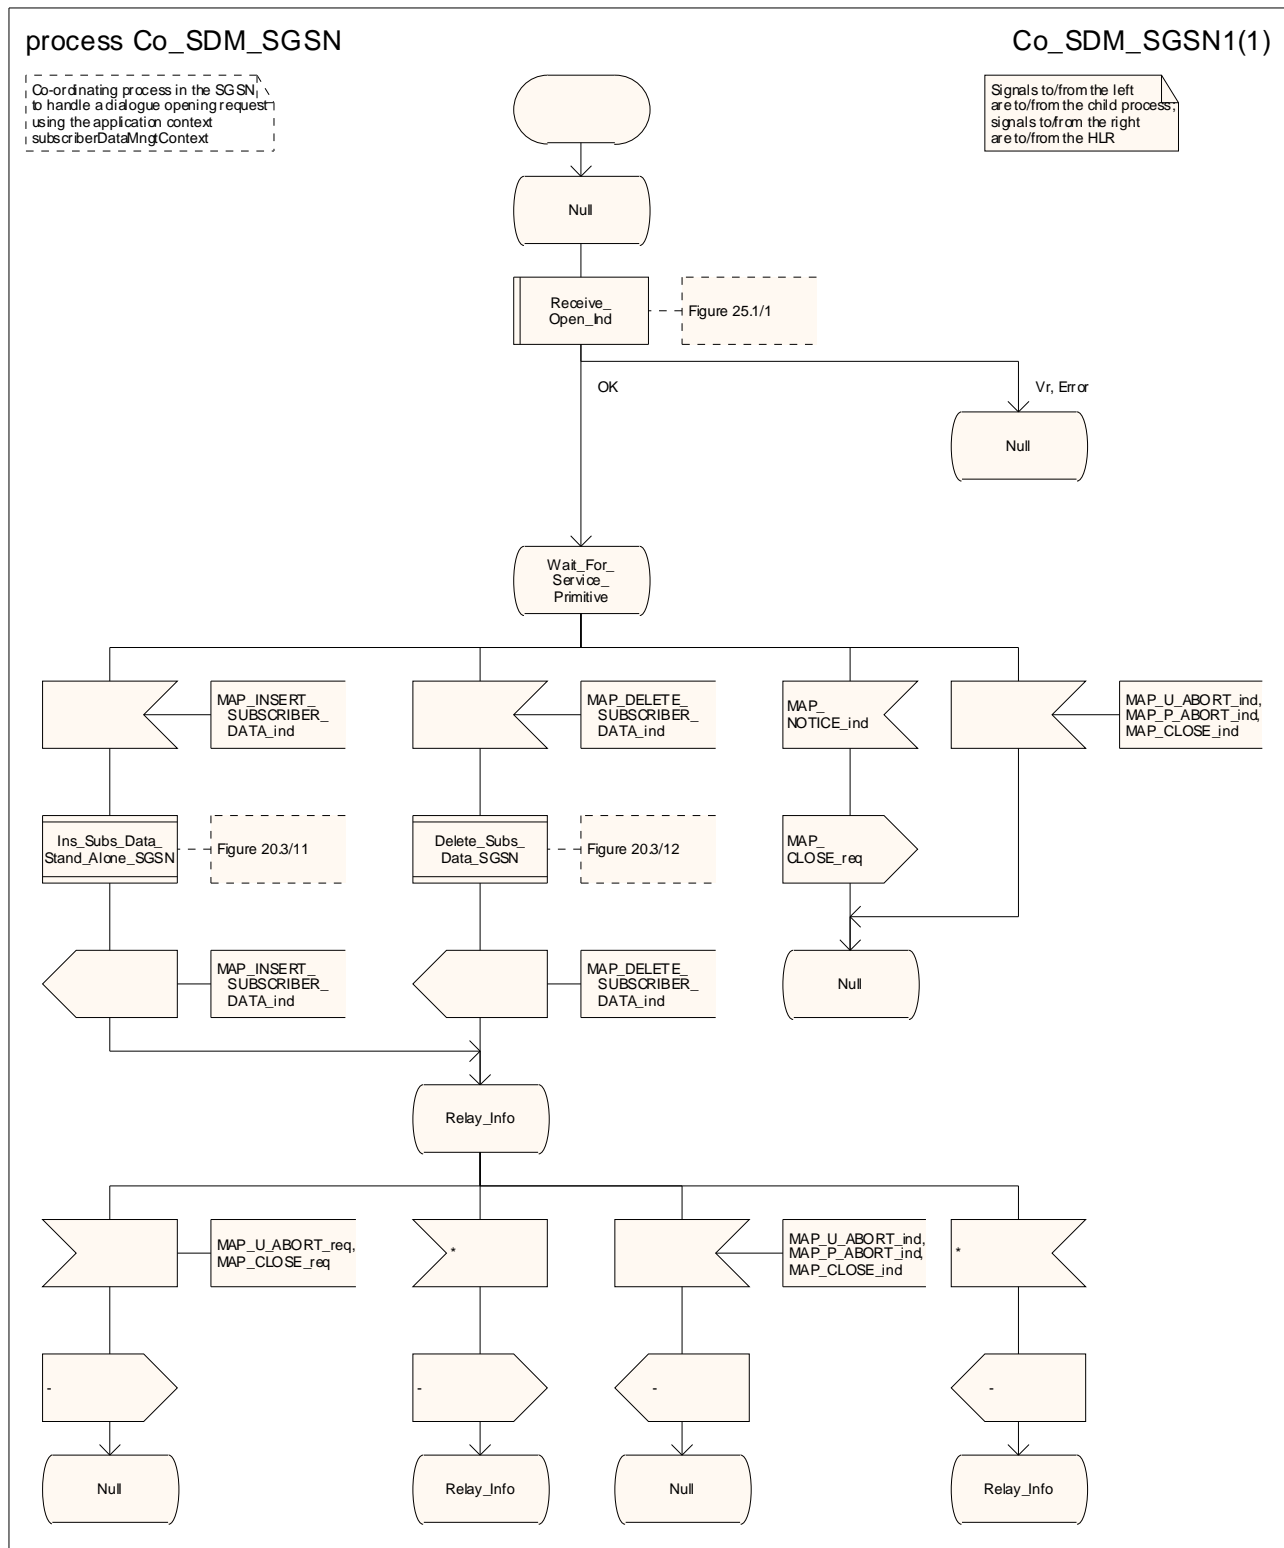 process Co_SDM_SGSN
Co_SDM_SGSN1(1)
Co-ordinating process in the SGSN
to handle a dialogue opening request
using the application context
subscriberDataMngtContext
Signals to/from the left
are to/from the child process;
signals to/from the right
are to/from the HLR
Null
Receive_
Open_Ind
Figure 25.1/1
OK
Vr, Error
Null
Wait_For_
Service_
Primitive
MAP_INSERT_
SUBSCRIBER_
DATA_ind
MAP_DELETE_
SUBSCRIBER_
DATA_ind
MAP_
NOTICE_ind
MAP_U_ABORT_ind,
MAP_P_ABORT_ind,
MAP_CLOSE_ind
Ins_Subs_Data_
Stand_Alone_SGSN
Figure 20.3/11
Delete_Subs_
Data_SGSN
Figure 20.3/12
MAP_
CLOSE_req
MAP_INSERT_
SUBSCRIBER_
DATA_ind
MAP_DELETE_
SUBSCRIBER_
DATA_ind
Null
Relay_Info
MAP_U_ABORT_req,
MAP_CLOSE_req
*
MAP_U_ABORT_ind,
MAP_P_ABORT_ind,
MAP_CLOSE_ind
*
-
-
-
-
Null
Relay_Info
Null
Relay_Info